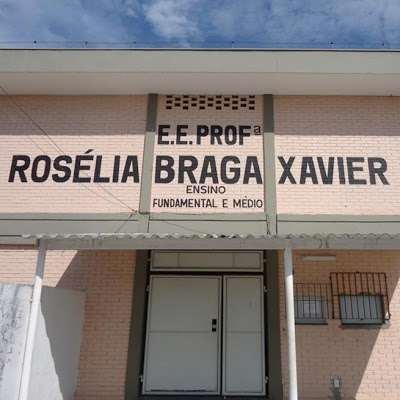 E.E. PROFª
ROSÉLIA BRAGA XAVIER
ENSINO
FUNDAMENTAL E MÉDIO